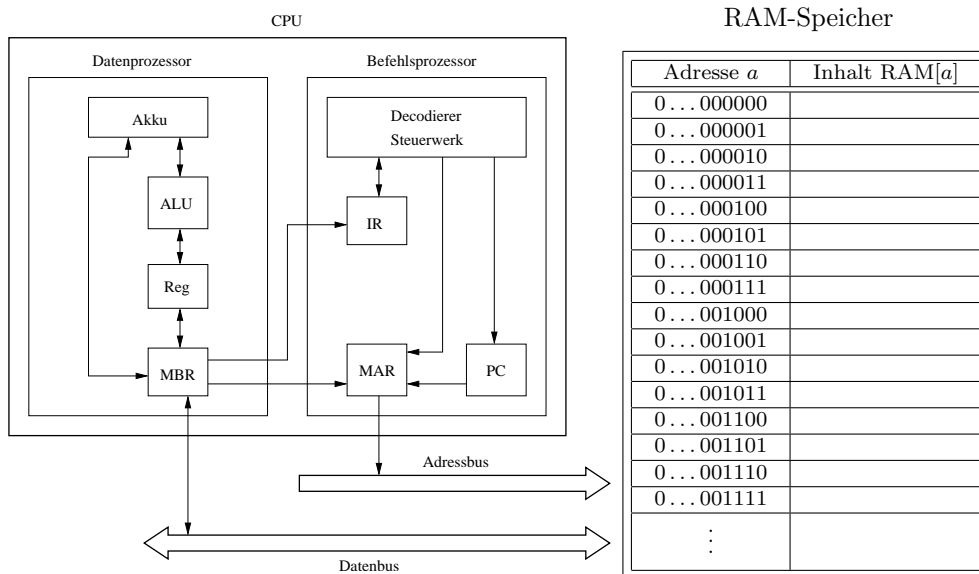 CPU
Datenprozessor
Befehlsprozessor
Akku
Decodierer
Steuerwerk
ALU
IR
Reg
MBR
MAR
PC
Adressbus
Datenbus
RAM-Speicher
Adresse a Inhalt RAM[a]
0...000000
0...000001
0...000010
0...000011
0...000100
0...000101
0...000110
0...000111
0...001000
0...001001
0...001010
0...001011
0...001100
0...001101
0...001110
0...001111
⋮